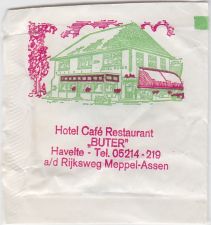 Hotel Café Restaurant
„BUTER"
Havelte - Tel. 05214-219
a/d Rijksweg Meppel-Assen